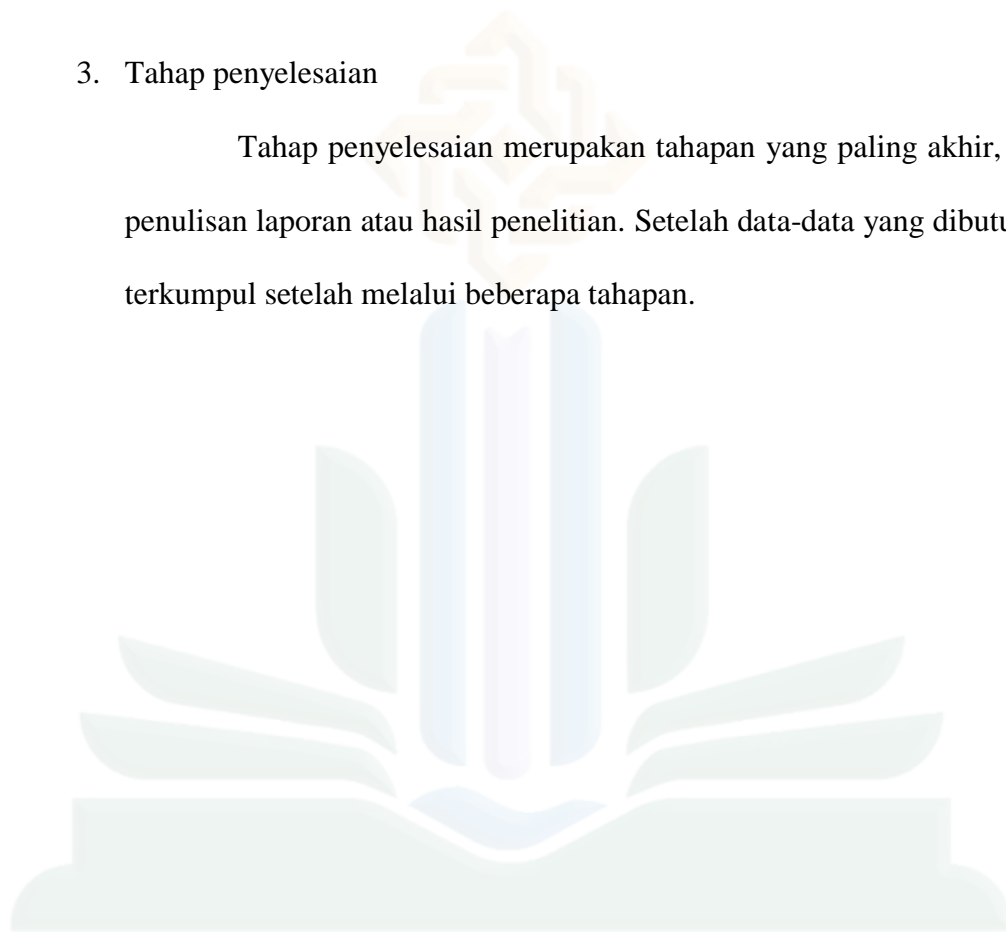 3. Tahap penyelesaian
Tahap penyelesaian merupakan tahapan yang paling akhir,
penulisan laporan atau hasil penelitian. Setelah data-data yang
terkumpul setelah melalui beberapa tahapan.